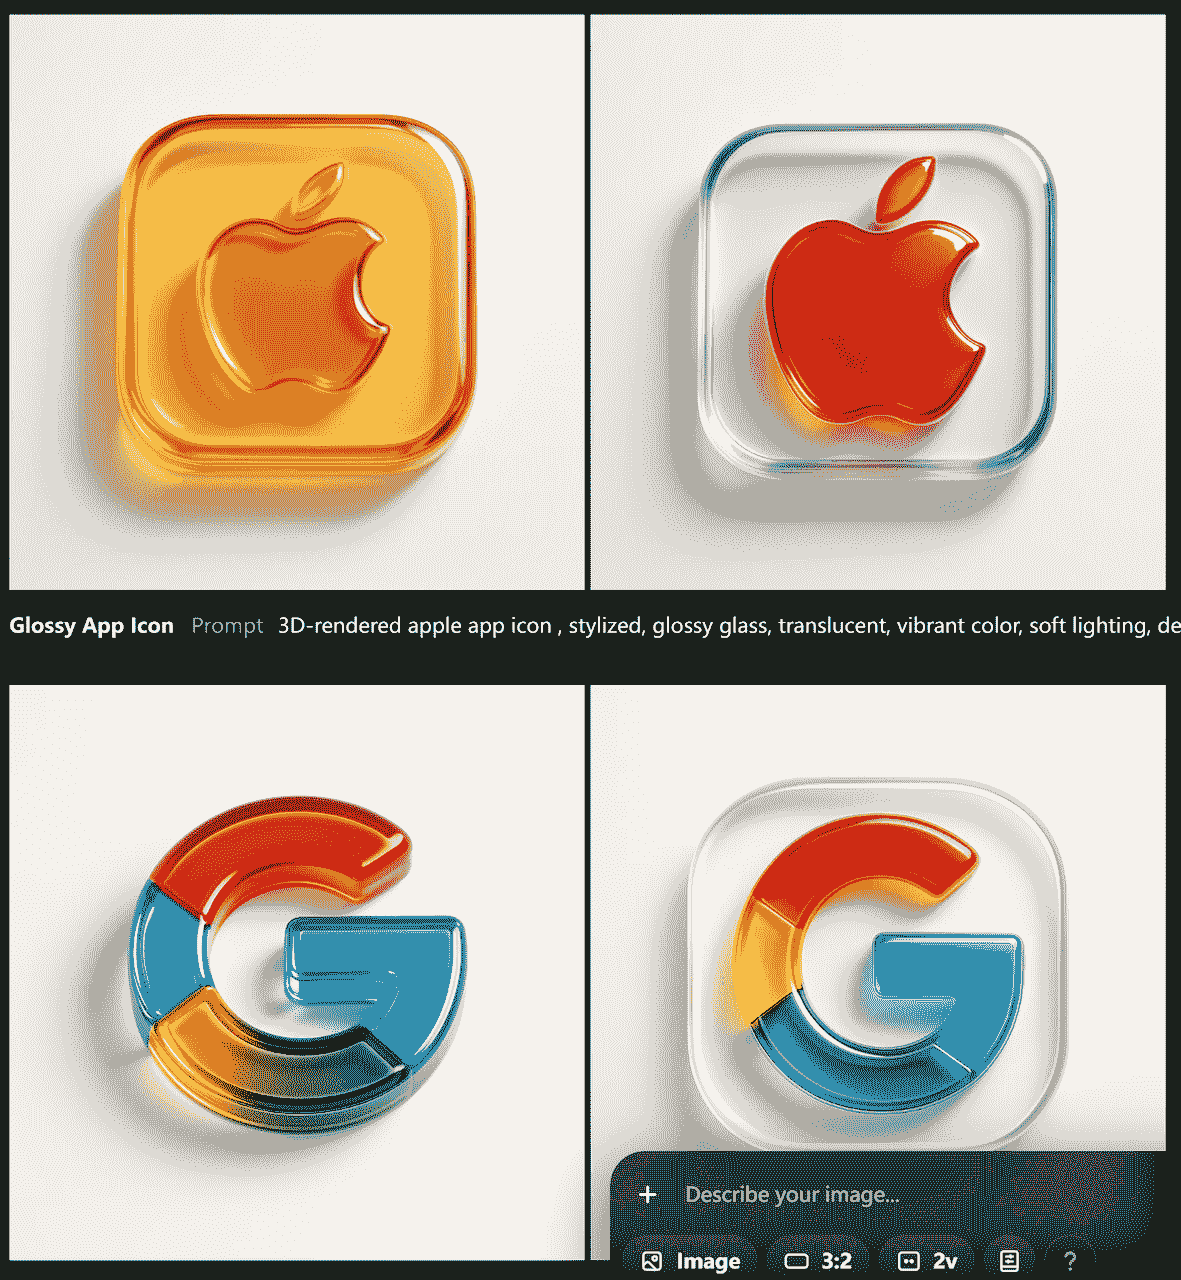 Glossy App Icon Prompt 3D-rendered apple app icon , stylized, glossy glass, translucent, vibrant color, soft lighting, de
+ Describe your image...
Image 3:2 2v ?